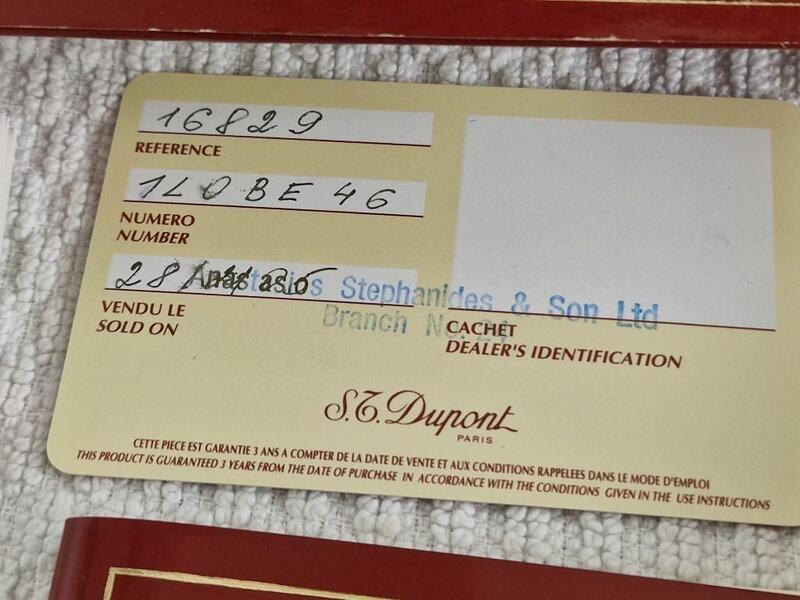 16829
REFERENCE
1L0BE46
NUMERO
NUMBER
28/
Anastasios Stephanides & Son Ltd
Branch No.
VENDU LE
SOLD ON
CACHET
DEALER'S IDENTIFICATION
S.T. Dupont
PARIS
CETTE PIECE EST GARANTIE 3 ANS A COMPTER DE LA DATE DE VENTE ET AUX CONDITIONS RAPPELEES DANS LE MODE D'EMPLOI
THIS PRODUCT IS GUARANTEED 3 YEARS FROM THE DATE OF PURCHASE IN ACCORDANCE WITH THE CONDITIONS GIVEN IN THE USE INSTRUCTIONS